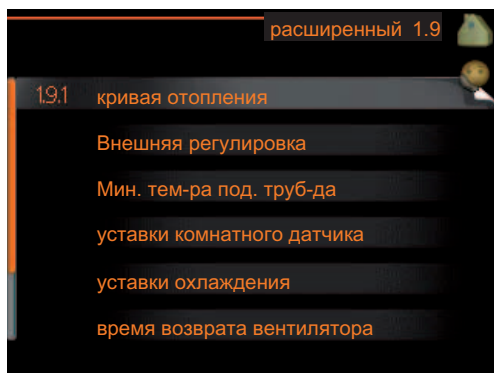 расширенный 1.9
1.9.1 кривая отопления
Внешняя регулировка
Мин. тем-ра под. труб-да
уставки комнатного датчика
уставки охлаждения
время возврата вентилятора